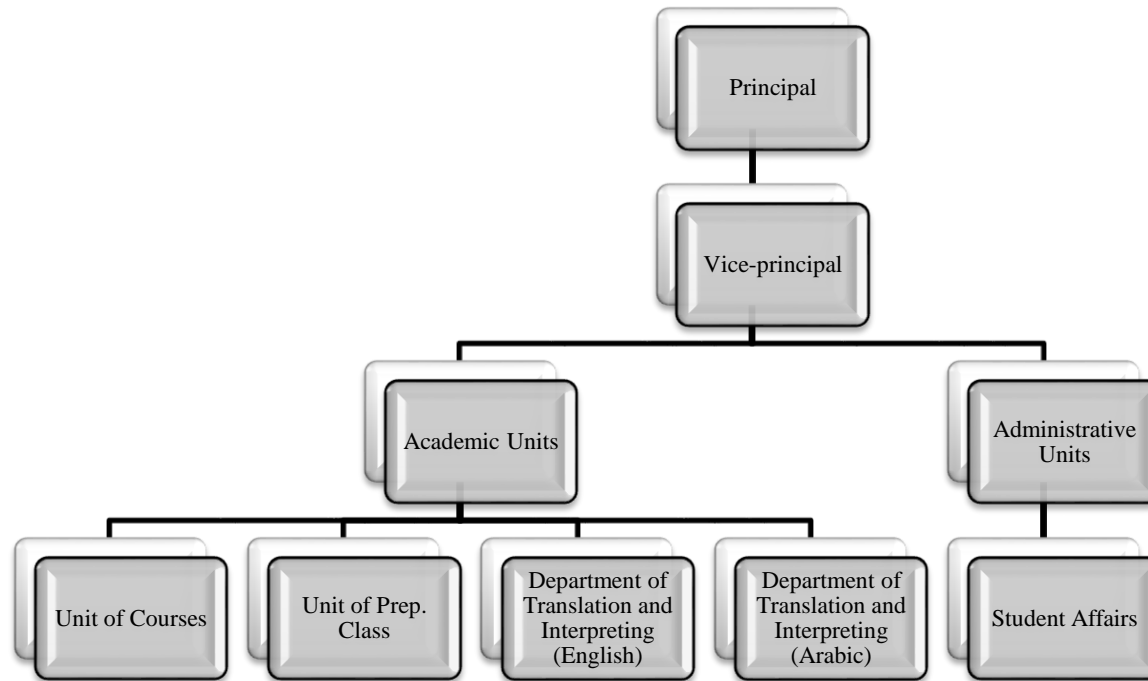 Principal
Vice-principal
Academic Units
Administrative
Units
Unit of Courses
Unit of Prep.
Class
Department of
Translation and
Interpreting
(English)
Department of
Translation and
Interpreting
(Arabic)
Student Affairs